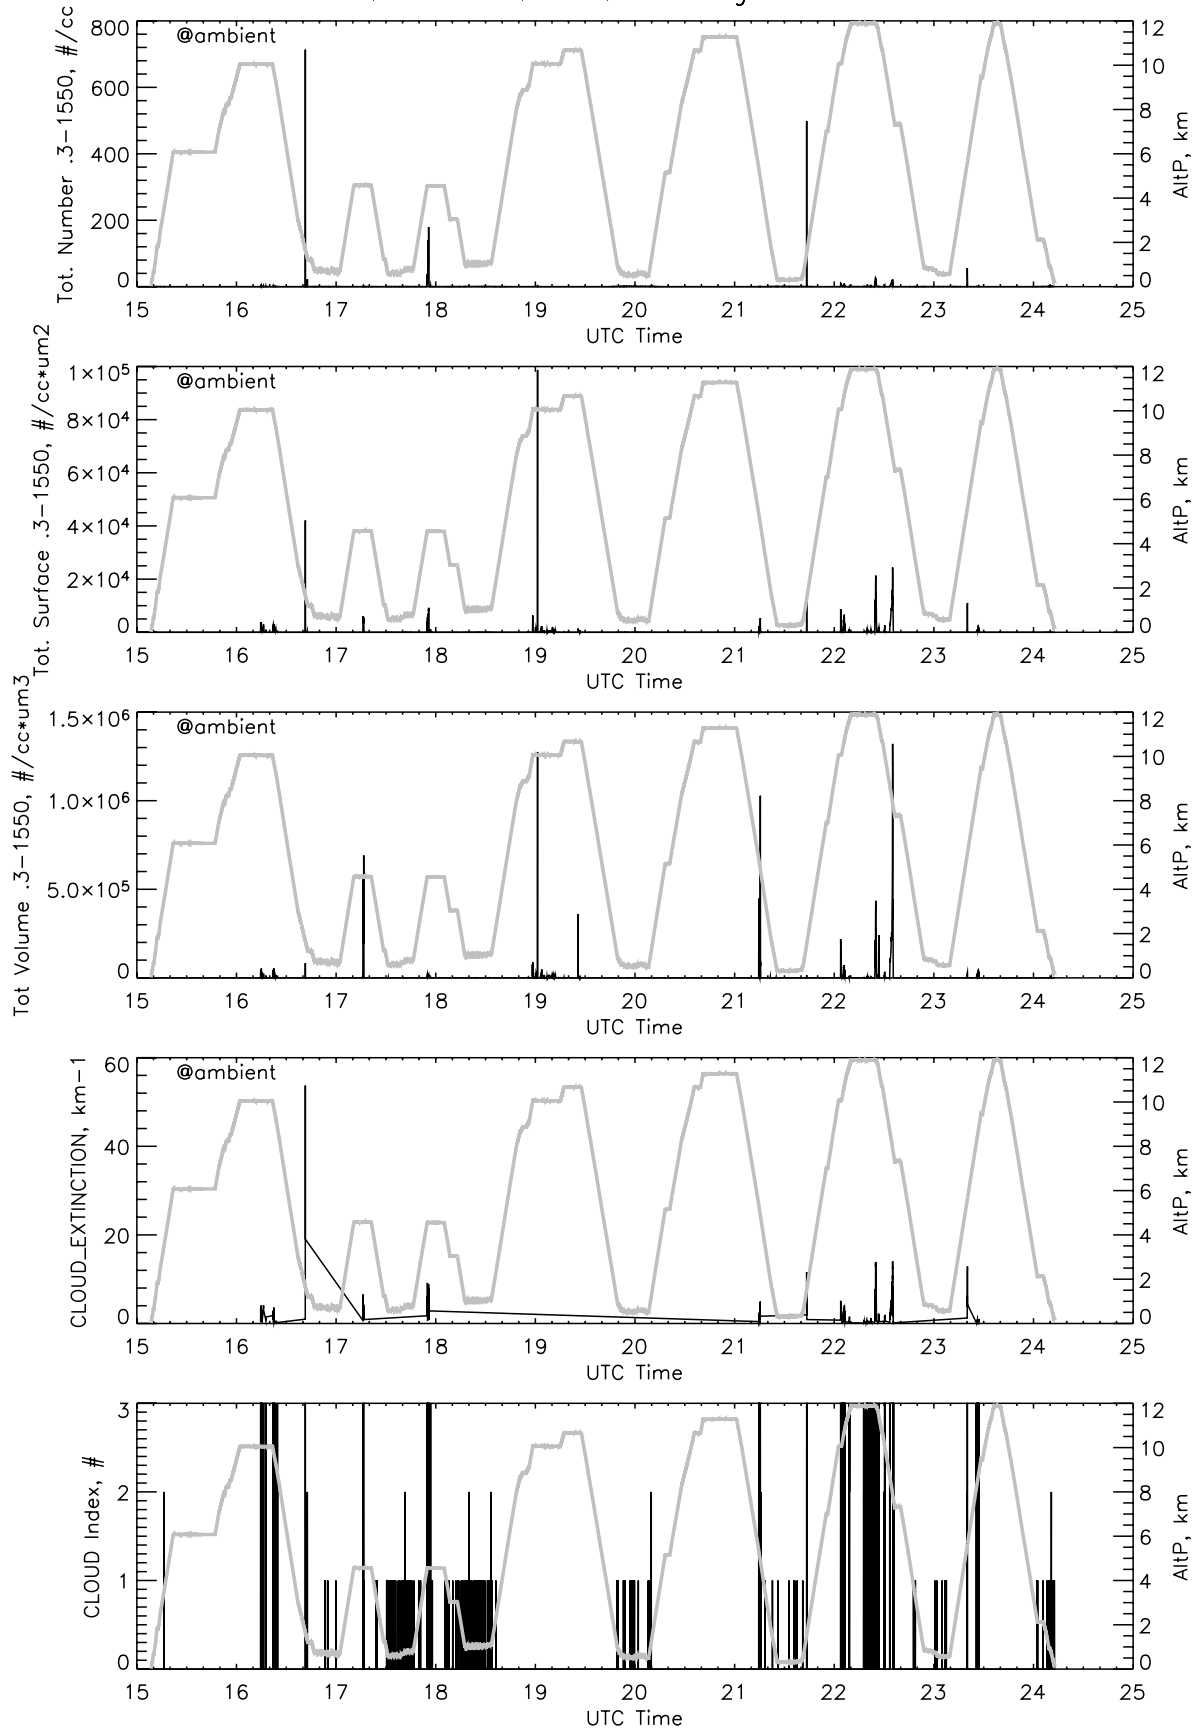 @ambient
Tot. Number .3-1550, #/cc
800
600
400
200
0
12
10
8
6
4
2
0
AltP, km
15 16 17 18 19 20 21 22 23 24 25
UTC Time
@ambient
Tot. Surface .3-1550, #/cc*um2
1×10⁵
8×10⁴
6×10⁴
4×10⁴
2×10⁴
0
12
10
8
6
4
2
0
AltP, km
15 16 17 18 19 20 21 22 23 24 25
UTC Time
@ambient
Tot Volume .3-1550, #/cc*um3
1.5×10⁶
1.0×10⁶
5.0×10⁵
0
12
10
8
6
4
2
0
AltP, km
15 16 17 18 19 20 21 22 23 24 25
UTC Time
@ambient
CLOUD_EXTINCTION, km-1
60
40
20
0
12
10
8
6
4
2
0
AltP, km
15 16 17 18 19 20 21 22 23 24 25
UTC Time
CLOUD Index, #
3
2
1
0
12
10
8
6
4
2
0
AltP, km
15 16 17 18 19 20 21 22 23 24 25
UTC Time